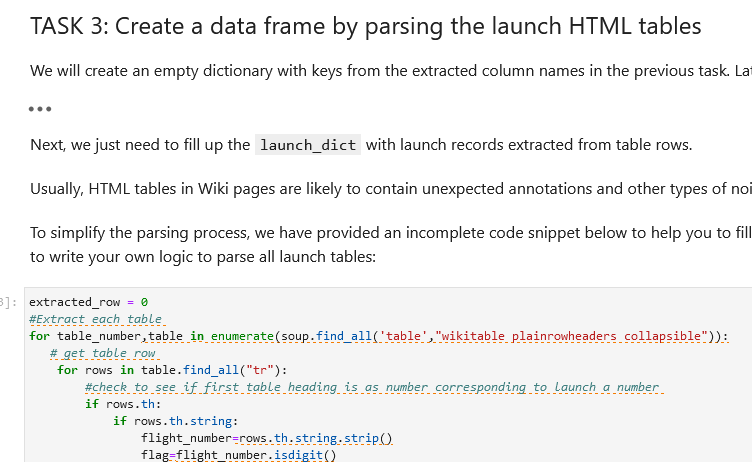 TASK 3: Create a data frame by parsing the launch HTML tables
We will create an empty dictionary with keys from the extracted column names in the previous task.
•••
Next, we just need to fill up the launch_dict with launch records extracted from table rows.
Usually, HTML tables in Wiki pages are likely to contain unexpected annotations and other types of
To simplify the parsing process, we have provided an incomplete code snippet below to help you to fill
to write your own logic to parse all launch tables:
]: extracted_row = 0
#Extract each table
for table_number,table in enumerate(soup.find_all('table',"wikitable plainrowheaders collapsible")):
# get table row
for rows in table.find_all("tr"):
#check to see if first table heading is as number corresponding to launch a number
if rows.th:
if rows.th.string:
flight_number=rows.th.string.strip()
flag=flight_number.isdigit()